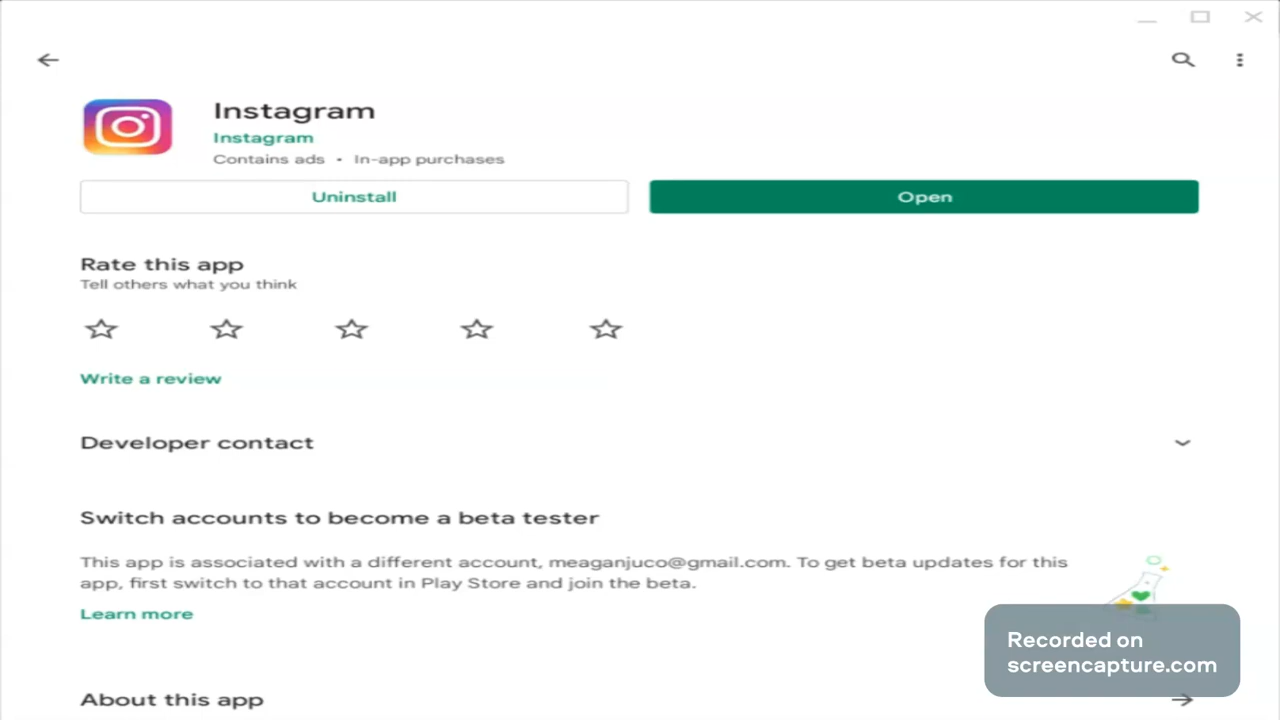 Instagram
Instagram
Contains ads • In-app purchases
Uninstall
Open
Rate this app
Tell others what you think
Write a review
Developer contact
Switch accounts to become a beta tester
This app is associated with a different account, meaganjuco@gmail.com. To get beta updates for this
app, first switch to that account in Play Store and join the beta.
Learn more
Recorded on
screencapture.com
About this app